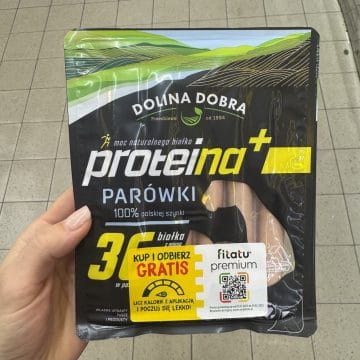 DOLINA DOBRA
od 1994
moc naturalnego białka
proteina+
PARÓWKI
100% polskiej szynki
36
białka
KUP I ODBIERZ
GRATIS
LICZ KALORIE Z APLIKACJĄ
I POCZUJ SIĘ LEKKO!
fitatu
premium